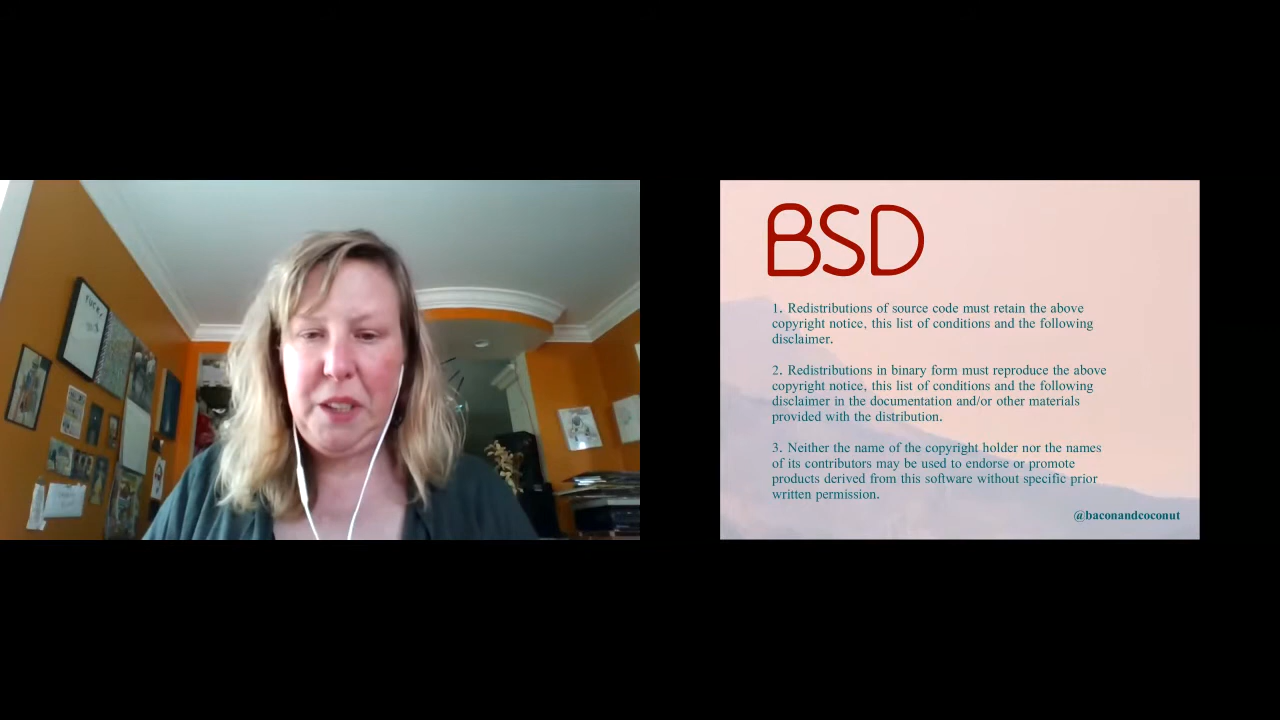 BSD
1. Redistributions of source code must retain the above
copyright notice, this list of conditions and the following
disclaimer.
2. Redistributions in binary form must reproduce the above
copyright notice, this list of conditions and the following
disclaimer in the documentation and/or other materials
provided with the distribution.
3. Neither the name of the copyright holder nor the names
of its contributors may be used to endorse or promote
products derived from this software without specific prior
written permission.
@baconandcoconut